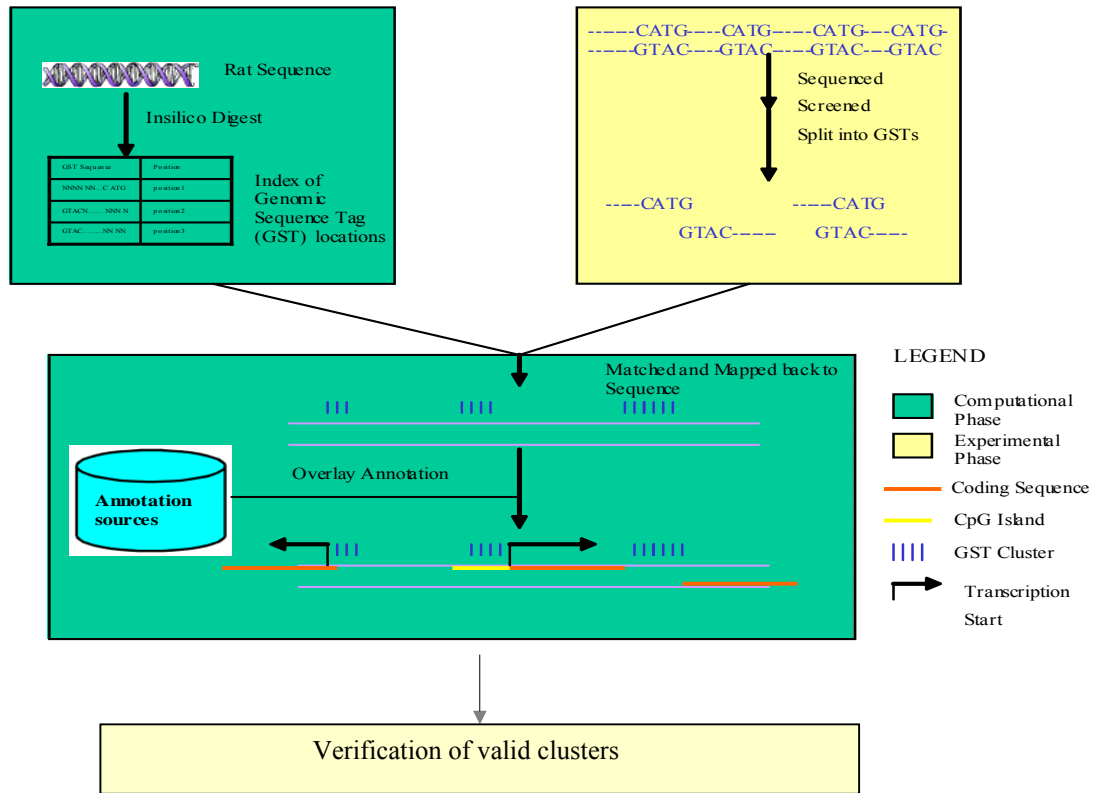 Rat Sequence
Insilico Digest
GST Sequence Position
NNNN NN...C ATG position1
GTACN....... NNN N position2
GTAC........NN NN position3
Index of
Genomic
Sequence Tag
(GST) locations
------CATG-----CATG------CATG----CATG-
------GTAC-----GTAC------GTAC----GTAC
Sequenced
Screened
Split into GSTs
-----CATG
GTAC------
------CATG
GTAC------
Matched and Mapped back to
Sequence
Annotation
sources
Overlay Annotation
LEGEND
Computational
Phase
Experimental
Phase
Coding Sequence
CpG Island
GST Cluster
Transcription
Start
Verification of valid clusters